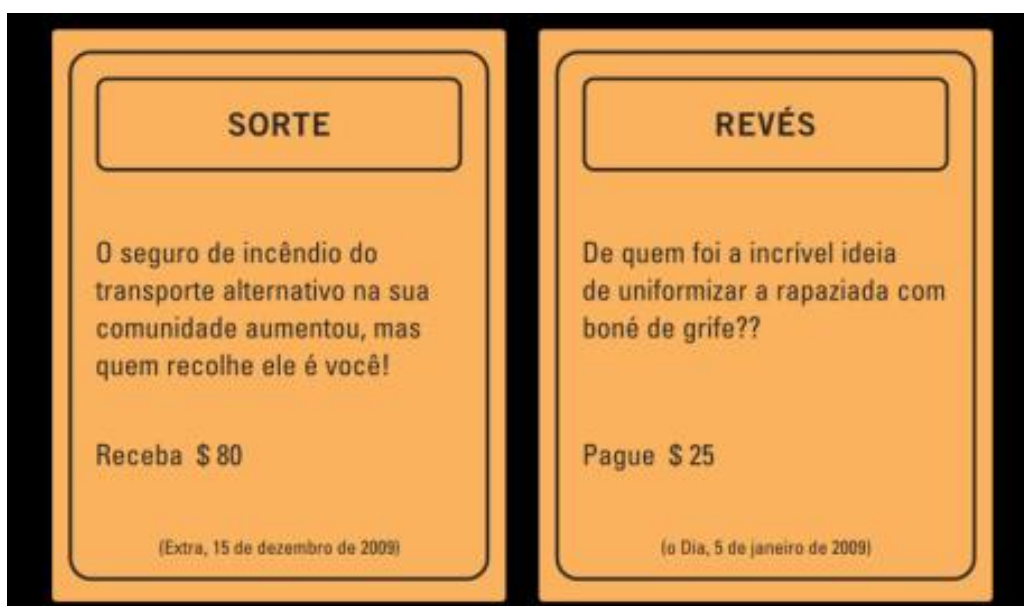 SORTE
O seguro de incêndio do
transporte alternativo na sua
comunidade aumentou, mas
quem recolhe ele é você!
Receba $ 80
(Extra, 15 de dezembro de 2009)
REVÉS
De quem foi a incrível ideia
de uniformizar a rapaziada com
boné de grife??
Pague $ 25
(o Dia, 5 de janeiro de 2009)